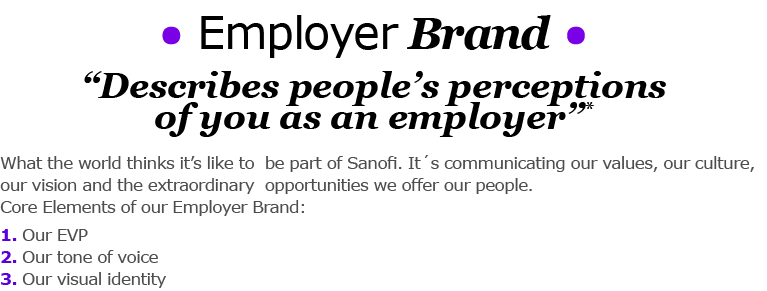 • Employer Brand •
“Describes people’s perceptions
of you as an employer”*
What the world thinks it’s like to  be part of Sanofi. It´s communicating our values, our culture,
our vision and the extraordinary  opportunities we offer our people.
Core Elements of our Employer Brand:
1. Our EVP
2. Our tone of voice
3. Our visual identity